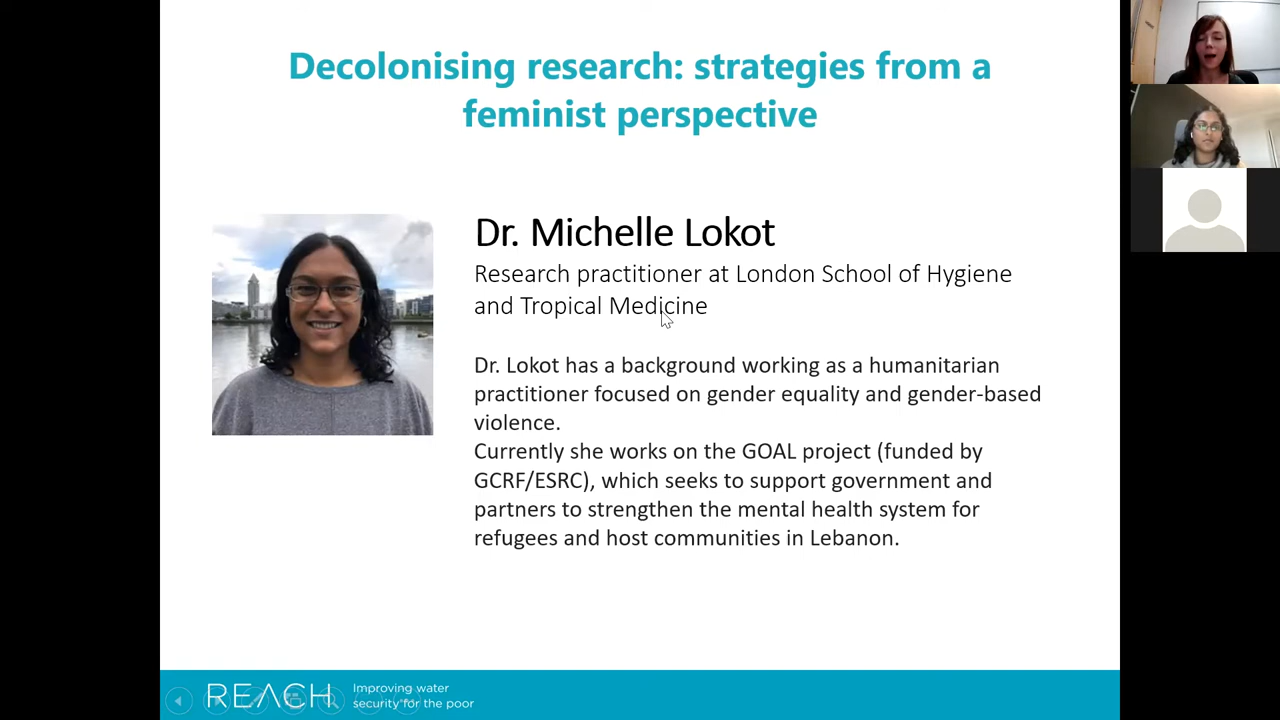 Decolonising research: strategies from a
feminist perspective
Dr. Michelle Lokot
Research practitioner at London School of Hygiene
and Tropical Medicine
Dr. Lokot has a background working as a humanitarian
practitioner focused on gender equality and gender-based
violence.
Currently she works on the GOAL project (funded by
GCRF/ESRC), which seeks to support government and
partners to strengthen the mental health system for
refugees and host communities in Lebanon.
REACH
Improving water
security for the poor